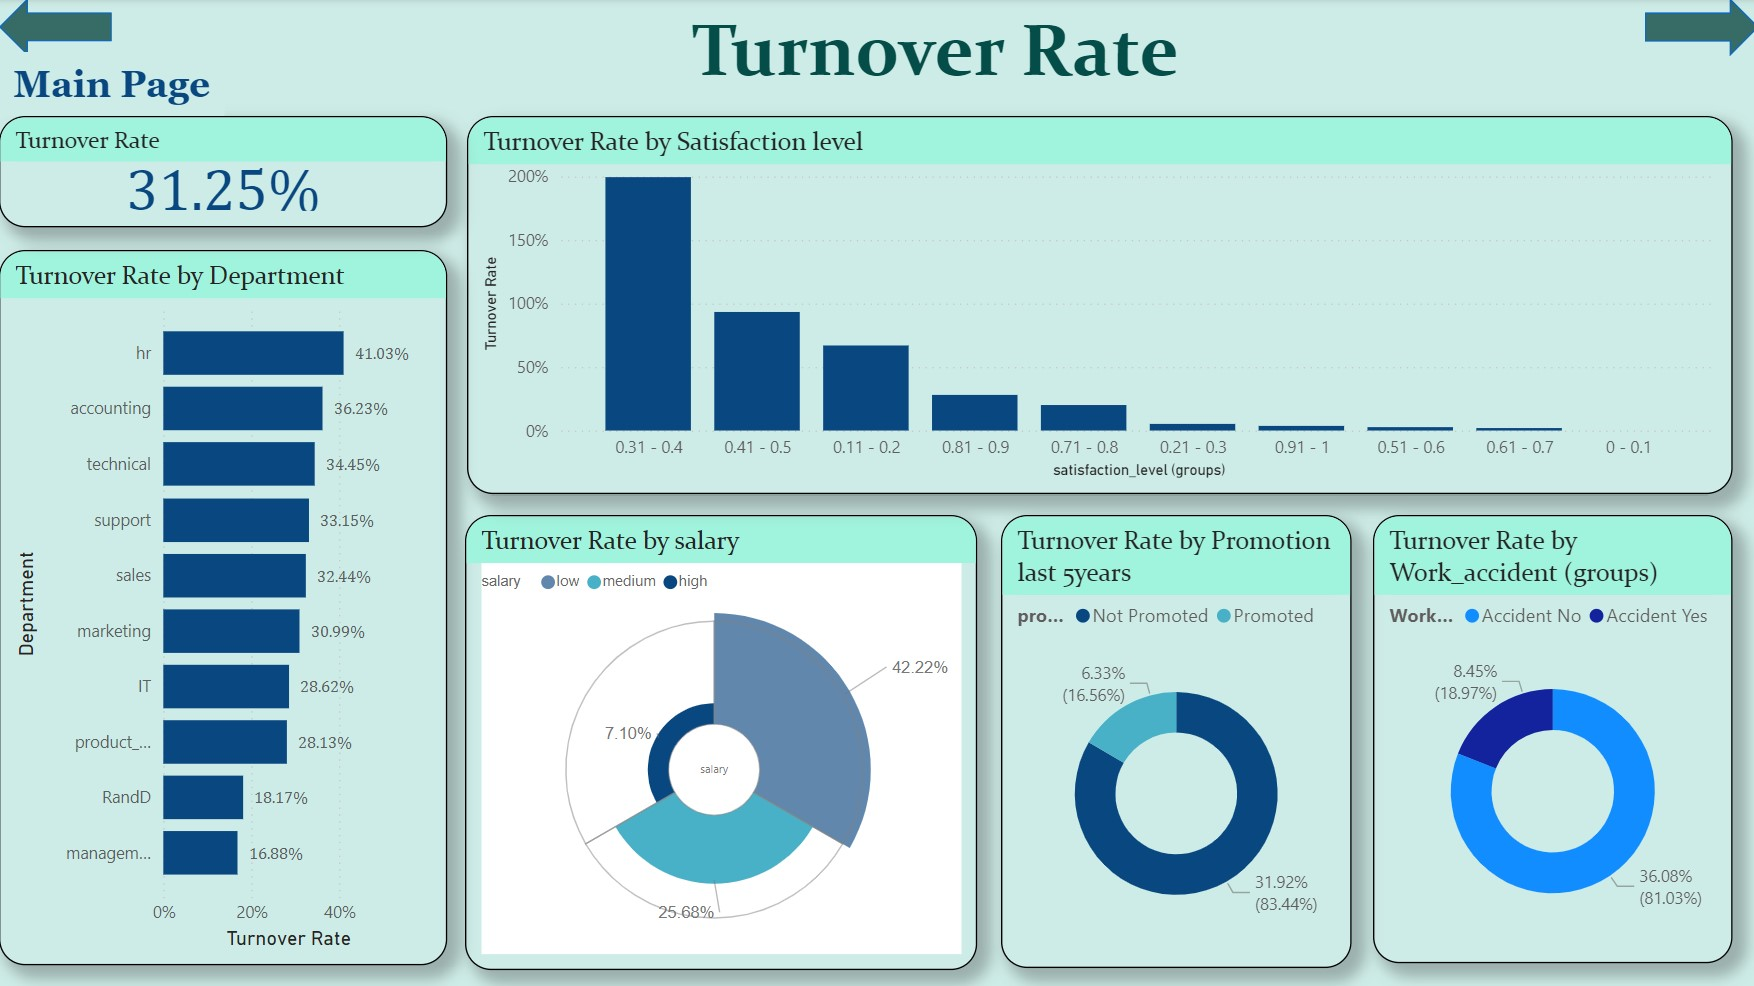 Turnover Rate
Main Page
Turnover Rate
31.25%
Turnover Rate by Department
hr 41.03%
accounting 36.23%
technical 34.45%
support 33.15%
sales 32.44%
marketing 30.99%
IT 28.62%
product_... 28.13%
RandD 18.17%
managem... 16.88%
0% 20% 40%
Turnover Rate
Department
Turnover Rate by Satisfaction level
200%
150%
100%
50%
0%
Turnover Rate
0.31 - 0.4 0.41 - 0.5 0.11 - 0.2 0.81 - 0.9 0.71 - 0.8 0.21 - 0.3 0.91 - 1 0.51 - 0.6 0.61 - 0.7 0 - 0.1
satisfaction_level (groups)
Turnover Rate by salary
salary low medium high
42.22%
7.10%
salary
25.68%
Turnover Rate by Promotion
last 5years
pro... Not Promoted Promoted
6.33%
(16.56%)
31.92%
(83.44%)
Turnover Rate by
Work_accident (groups)
Work... Accident No Accident Yes
8.45%
(18.97%)
36.08%
(81.03%)